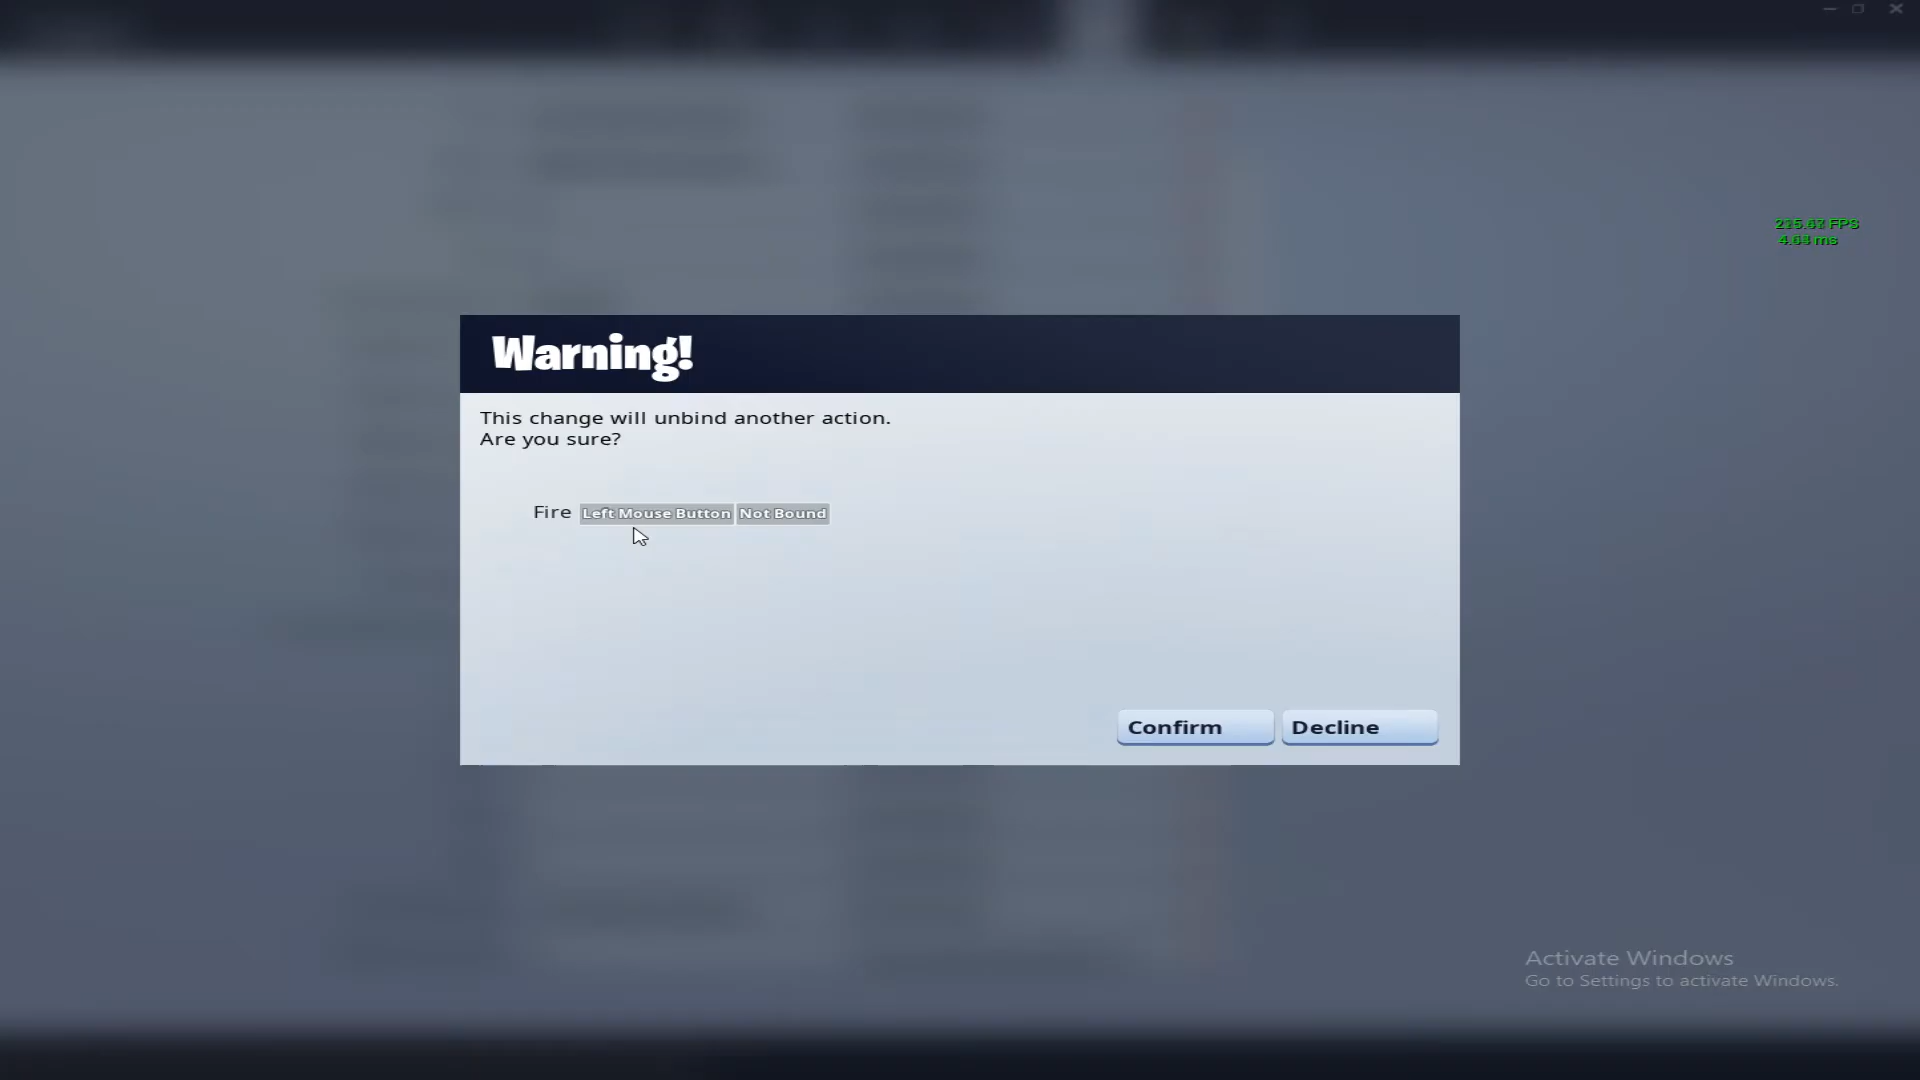 Warning!
This change will unbind another action.
Are you sure?
Fire Left Mouse Button Not Bound
Confirm Decline
Activate Windows
Go to Settings to activate Windows.